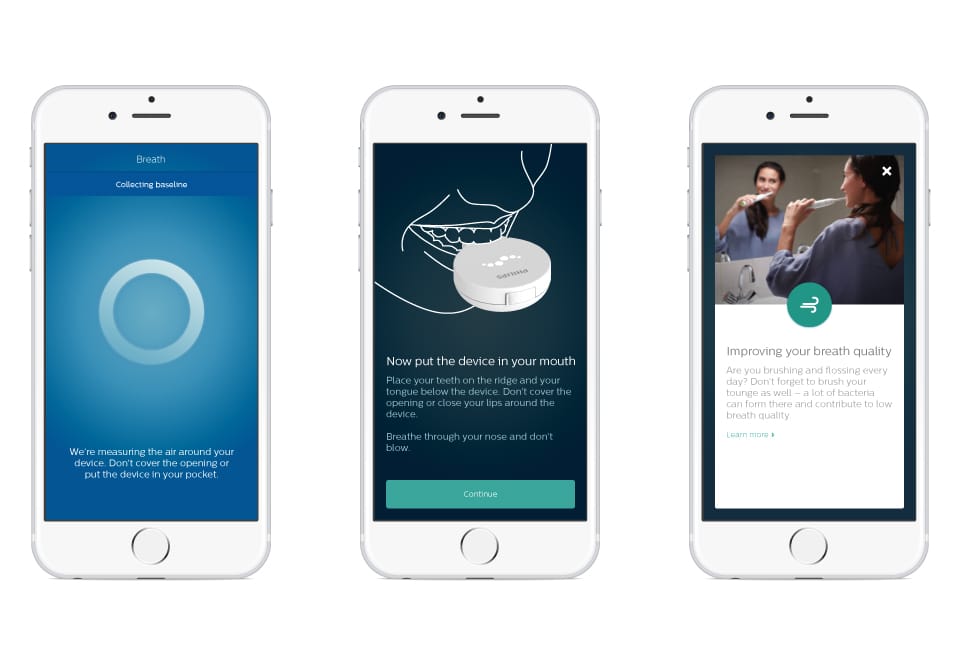 Breath
Collecting baseline
We're measuring the air around your
device. Don't cover the opening or
put the device in your pocket.
PHILIPS
Now put the device in your mouth
Place your teeth on the ridge and your
tongue below the device. Don't cover the
opening or close your lips around the
device.
Breathe through your nose and don't
blow.
Continue
Improving your breath quality
Are you brushing and flossing every
day? Don't forget to brush your
tounge as well – a lot of bacteria
can form there and contribute to low
breath quality
Learn more